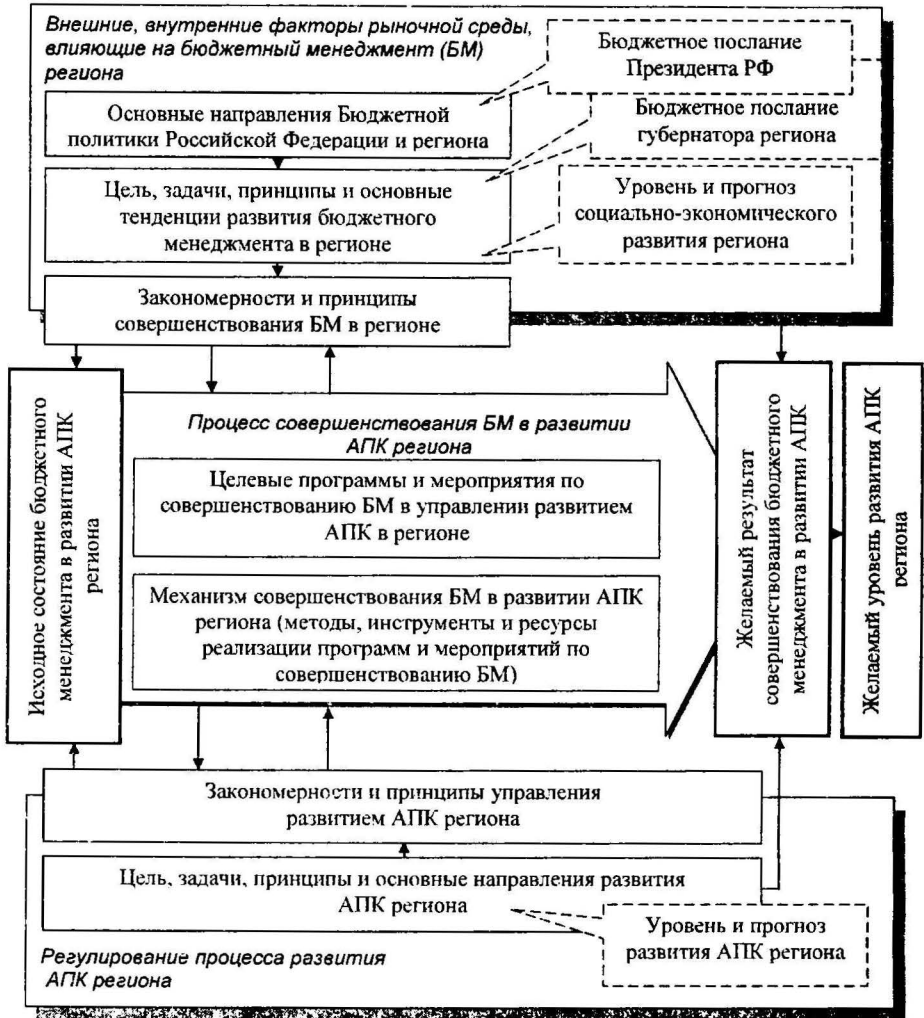 Внешние, внутренние факторы рыночной среды,
влияющие на бюджетный менеджмент (БМ)
региона
Бюджетное послание
Президента РФ
Основные направления Бюджетной
политики Российской Федерации и региона
Бюджетное послание
губернатора региона
Цель, задачи, принципы и основные
тенденции развития бюджетного
менеджмента в регионе
Уровень и прогноз
социально-экономического
развития региона
Закономерности и принципы
совершенствования БМ в регионе
Исходное состояние бюджетного
менеджмента в развитии АПК
региона
Процесс совершенствования БМ в развитии
АПК региона
Целевые программы и мероприятия по
совершенствованию БМ в управлении развитием
АПК в регионе
Механизм совершенствования БМ в развитии АПК
региона (методы, инструменты и ресурсы
реализации программ и мероприятий по
совершенствованию БМ)
Желаемый результат
совершенствования бюджетного
менеджмента в развитии АПК
Желаемый уровень развития АПК
региона
Закономерности и принципы управления
развитием АПК региона
Цель, задачи, принципы и основные направления развития
АПК региона
Уровень и прогноз
развития АПК региона
Регулирование процесса развития
АПК региона